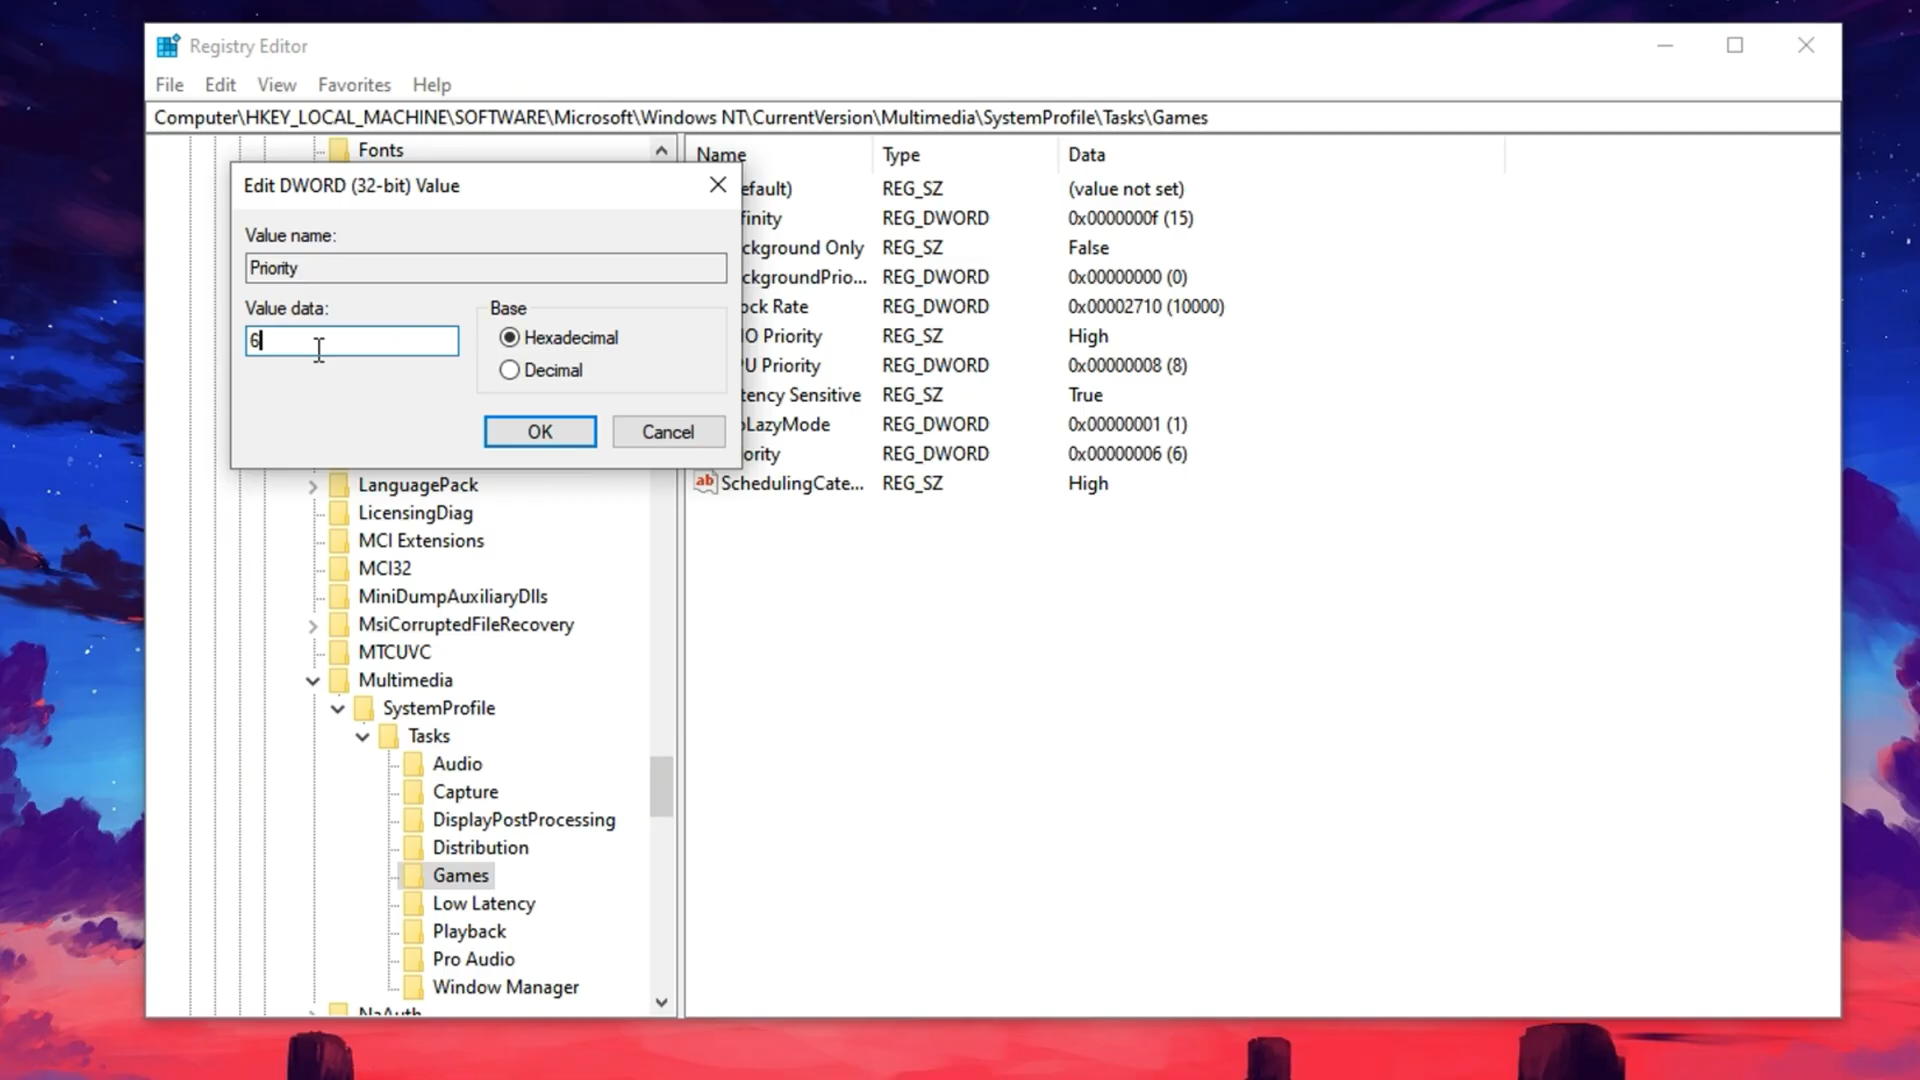 Registry Editor
File Edit View Favorites Help
Computer\HKEY_LOCAL_MACHINE\SOFTWARE\Microsoft\Windows NT\CurrentVersion\Multimedia\SystemProfile\Tasks\Games
Fonts
Edit DWORD (32-bit) Value
Value name:
Priority
Value data:
6
Base
Hexadecimal
Decimal
OK
Cancel
LanguagePack
LicensingDiag
MCI Extensions
MCI32
MiniDumpAuxiliaryDlls
MsiCorruptedFileRecovery
MTCUVC
Multimedia
SystemProfile
Tasks
Audio
Capture
DisplayPostProcessing
Distribution
Games
Low Latency
Playback
Pro Audio
Window Manager
Name Type Data
efault) REG_SZ (value not set)
finity REG_DWORD 0x0000000f (15)
ckground Only REG_SZ False
ckgroundPrio... REG_DWORD 0x00000000 (0)
ock Rate REG_DWORD 0x00002710 (10000)
IO Priority REG_SZ High
PU Priority REG_DWORD 0x00000008 (8)
tency Sensitive REG_SZ True
oLazyMode REG_DWORD 0x00000001 (1)
ority REG_DWORD 0x00000006 (6)
ab SchedulingCate... REG_SZ High